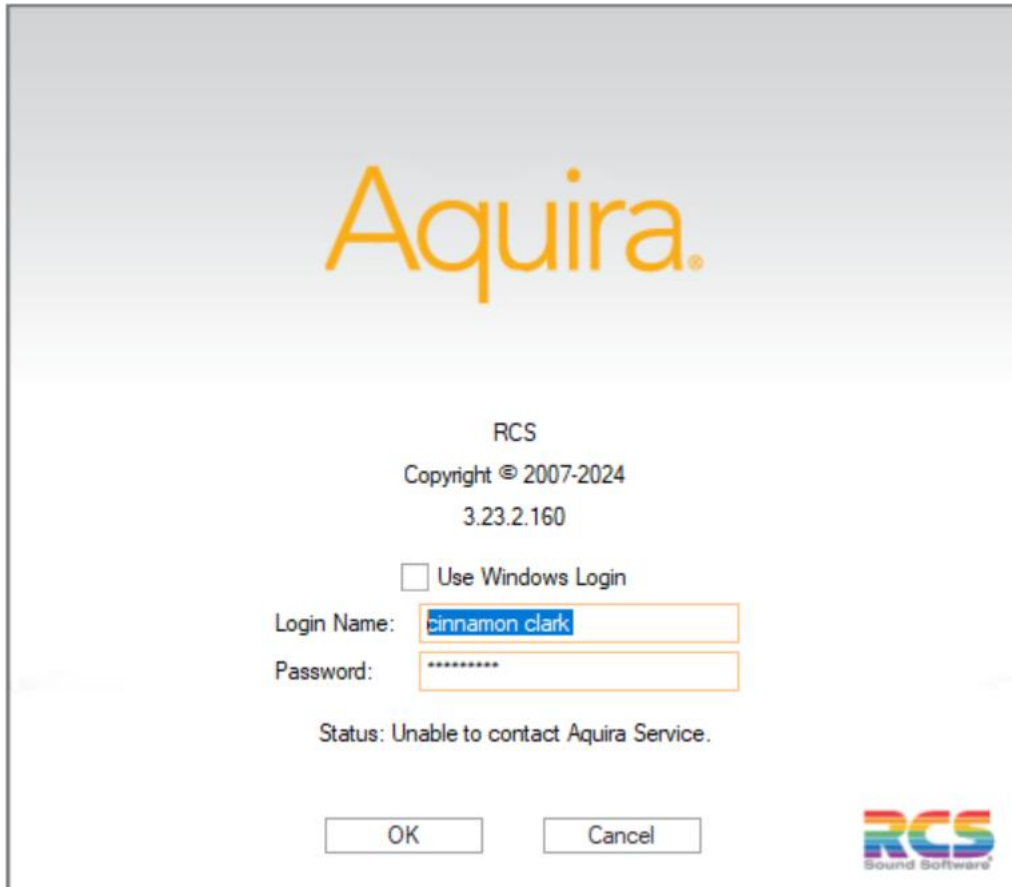 Aquira®
RCS
Copyright © 2007-2024
3.23.2.160
Use Windows Login
Login Name: cinnamon clark
Password: *********
Status: Unable to contact Aquira Service.
OK Cancel
RCS
Sound Software